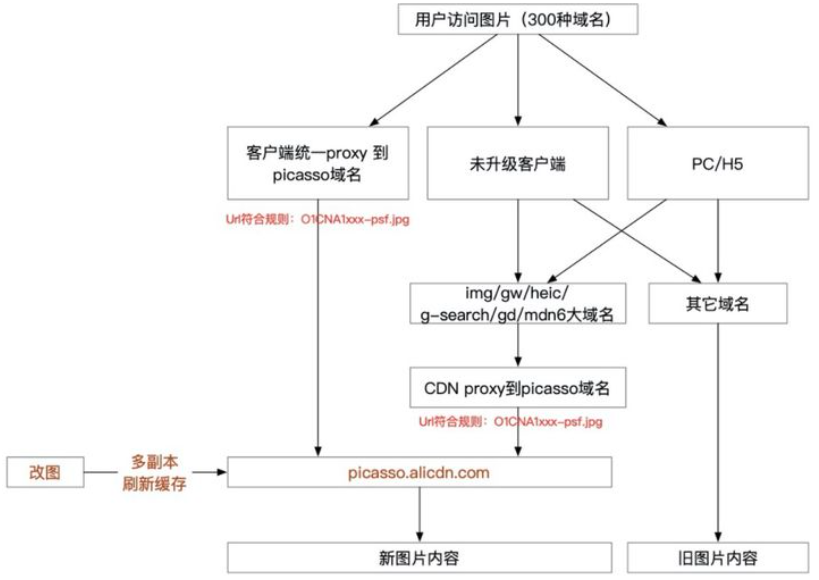 用户访问图片（300种域名）
客户端统一proxy 到
picasso域名
未升级客户端
PC/H5
Url符合规则：O1CNA1xxx-psf.jpg
img/gw/heic/
g-search/gd/mdn6大域名
其它域名
CDN proxy到picasso域名
Url符合规则：O1CNA1xxx-psf.jpg
改图
多副本
刷新缓存
picasso.alicdn.com
新图片内容
旧图片内容